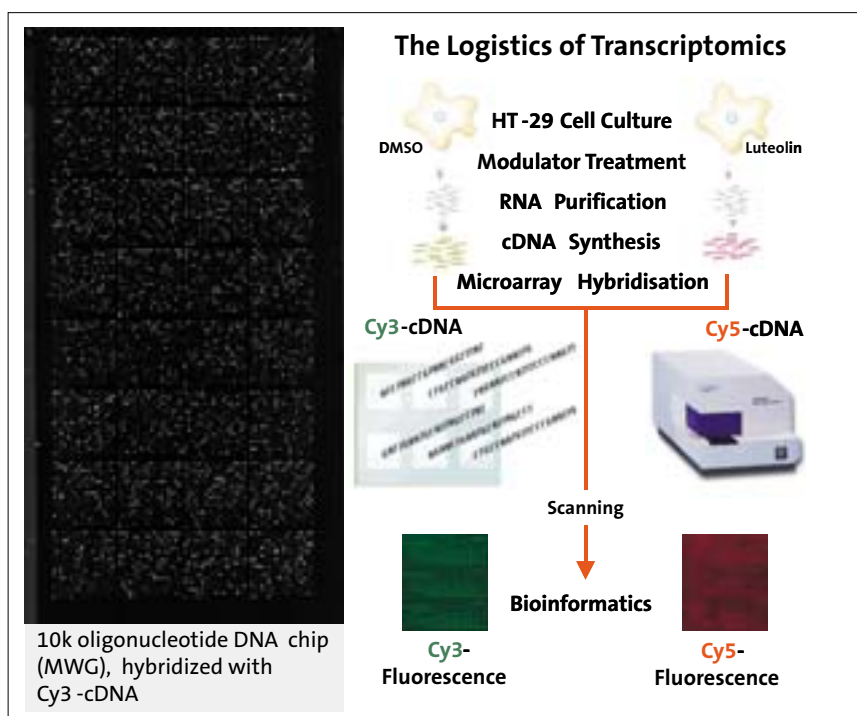 The Logistics of Transcriptomics
HT-29 Cell Culture
DMSO
Luteolin
Modulator Treatment
RNA Purification
cDNA Synthesis
Microarray Hybridisation
Cy3-cDNA
Cy5-cDNA
Scanning
Bioinformatics
Cy3-
Fluorescence
Cy5-
Fluorescence
10k oligonucleotide DNA chip
(MWG), hybridized with
Cy3-cDNA